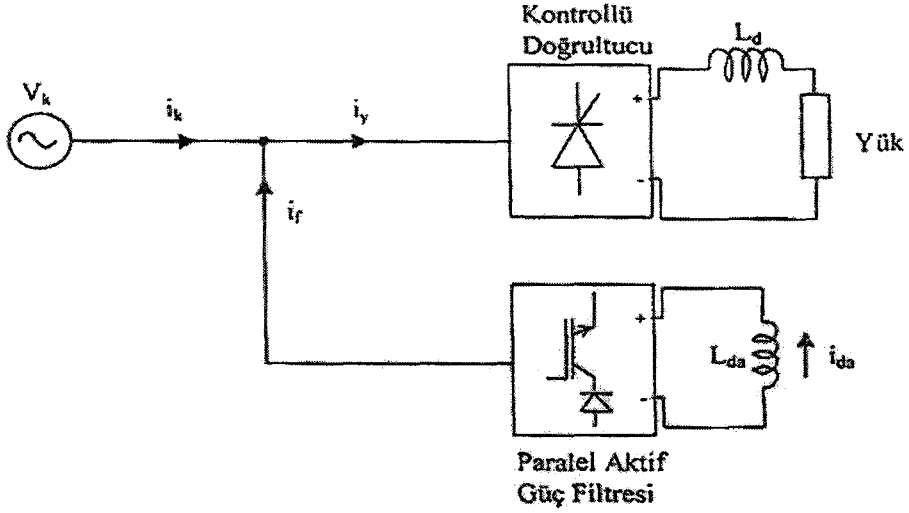 Kontrollü
Doğrultucu
L_d
V_k
i_k
i_y
+
-
Yük
i_f
+
-
L_da
i_da
Paralel Aktif
Güç Filtresi